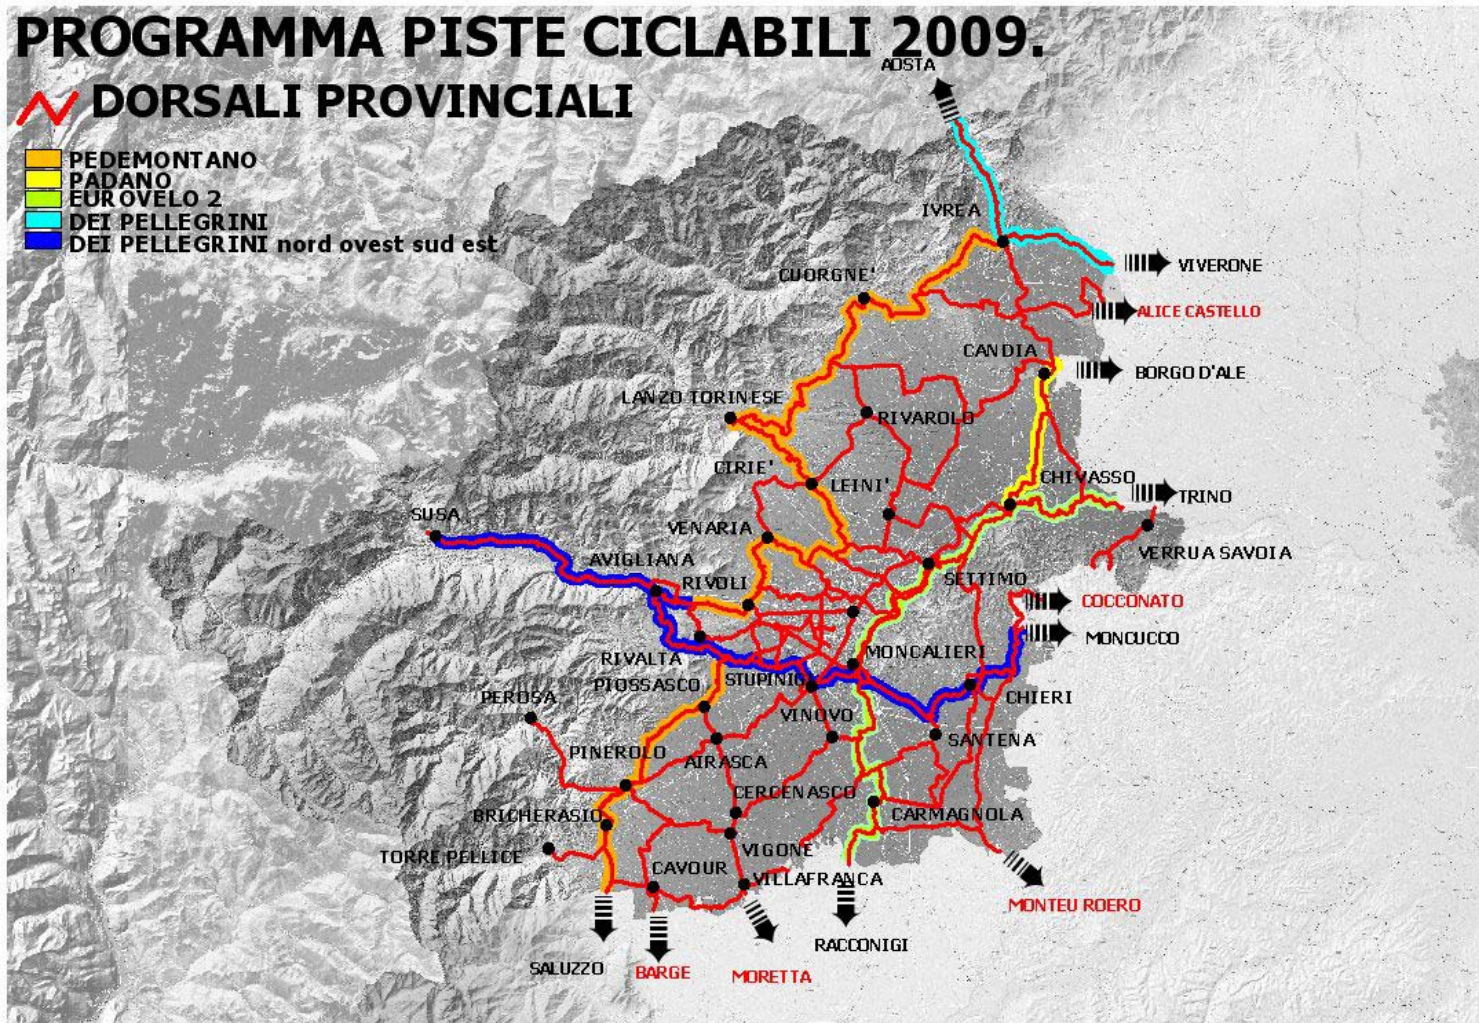 PROGRAMMA PISTE CICLABILI 2009.
DORSALI PROVINCIALI
PEDEMONTANO
PADANO
EUROVELO 2
DEI PELLEGRINI
DEI PELLEGRINI nord ovest sud est
AOSTA
IVREA
VIVERONE
CUORGNE'
ALICE CASTELLO
CANDIA
BORGO D'ALE
LANZO TORINESE
RIVAROLO
CIRIE'
LEINI'
CHIVASSO
TRINO
SUSA
VENARIA
VERRUA SAVOIA
AVIGLIANA
RIVOLI
SETTIMO
COCCONATO
MONCUCCO
RIVALTA
MONCALIERI
PIOSSASCO
STUPINIGI
PEROSA
CHIERI
VINOVO
SANTENA
PINEROLO
AIRASCA
CERCENASCO
BRICHERASIO
CARMAGNOLA
TORRE PELLICE
VIGONE
CAVOUR
VILLAFRANCA
MONTEU ROERO
RACCONIGI
SALUZZO
BARGE
MORETTA